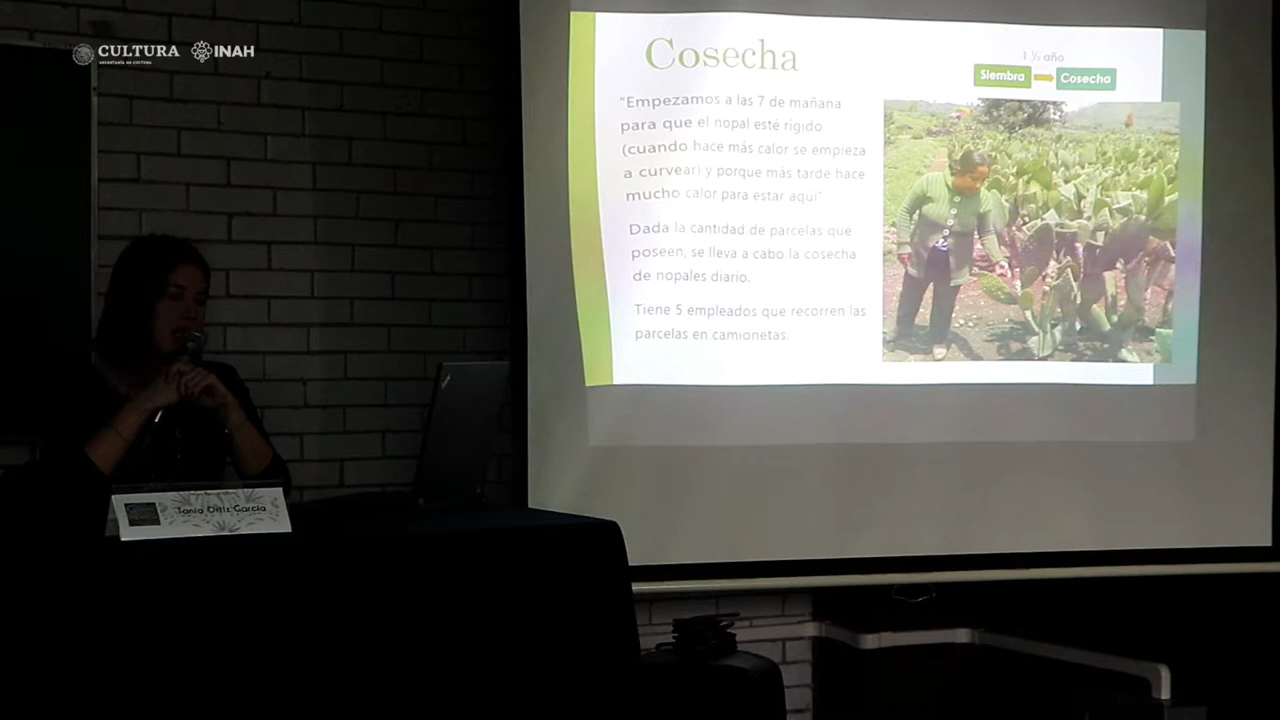 CULTURA
SECRETARÍA DE CULTURA
INAH
Cosecha
1 ½ año
Siembra
Cosecha
"Empezamos a las 7 de mañana
para que el nopal esté rígido
(cuando hace más calor se empieza
a curvear) y porque más tarde hace
mucho calor para estar aquí"
Dada la cantidad de parcelas que
poseen, se lleva a cabo la cosecha
de nopales diario.
Tiene 5 empleados que recorren las
parcelas en camionetas.
Tania Ortiz García